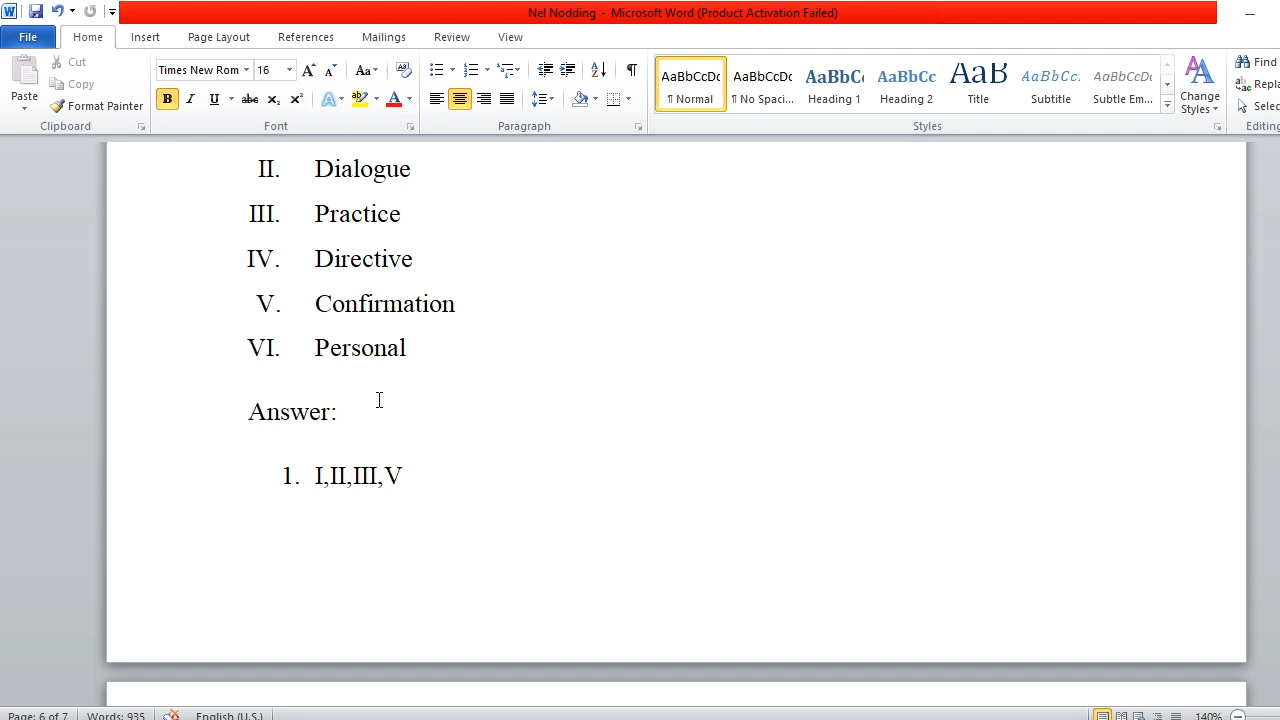 Nel Nodding - Microsoft Word (Product Activation Failed)
File Home Insert Page Layout References Mailings Review View
Cut
Copy
Format Painter
Paste
Clipboard
Times New Rom 16
Font
Paragraph
AaBbCcDc AaBbCcDc AaBbCc AaBbCc AaB AaBbCc. AaBbCcDc
¶ Normal ¶ No Spaci... Heading 1 Heading 2 Title Subtitle Subtle Em...
Styles
Change Styles
Find
Repla
Selec
Editing
II. Dialogue
III. Practice
IV. Directive
V. Confirmation
VI. Personal
Answer:
1. I,II,III,V
Page: 6 of 7 Words: 935 English (U.S.) 140%